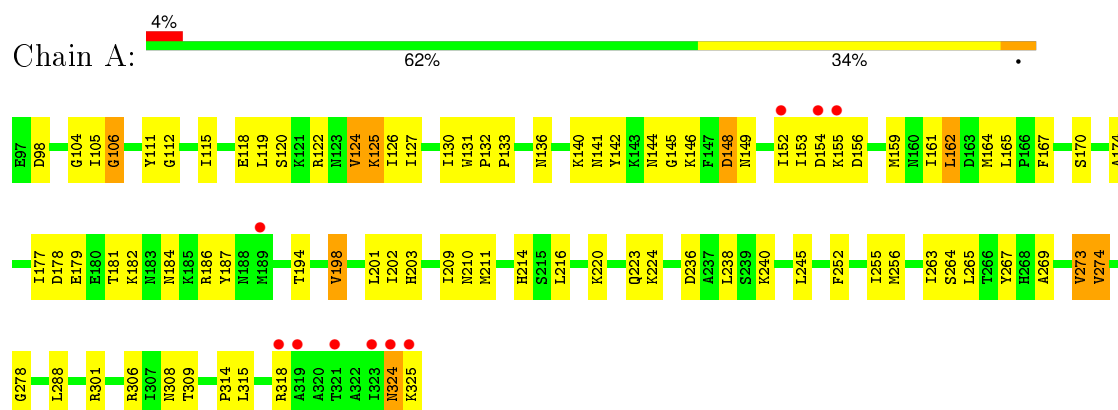 4%
Chain A:
62% 34% •
E97 D98 G104 I105 G106 Y111 G112 I115 E118 L119 S120 K121 R122 N123 V124 K125 I126 I127 I130 W131 P132 P133 N136 K140 N141 Y142 K143 N144 G145 K146 F147 D148 N149 I152 I153 D154 K155 D156 M159 N160 I161 L162 D163 M164 L165 P166 F167 S170 A174
I177 D178 E179 E180 T181 K182 N183 N184 K185 R186 Y187 N188 M189 T194 V198 L201 I202 H203 I209 N210 M211 H214 S215 L216 K220 Q223 K224 D236 A237 L238 S239 K240 L245 F252 I255 M256 I263 S264 L265 T266 Y267 H268 A269 V273 V274
G278 L288 R301 R306 I307 N308 T309 P314 L315 R318 A319 A320 T321 A322 I323 N324 K325